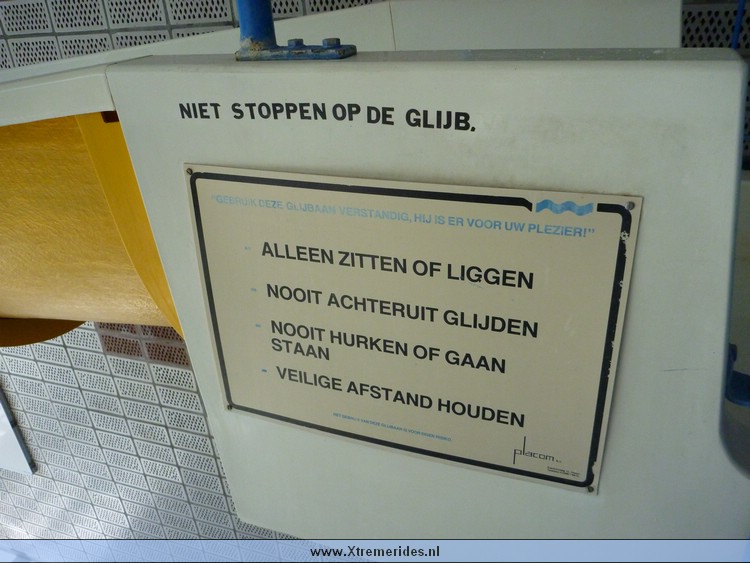 NIET STOPPEN OP DE GLIJB.
"GEBRUIK DEZE GLIJBAAN VERSTANDIG, HIJ IS ER VOOR UW PLEZIER!"
- ALLEEN ZITTEN OF LIGGEN
- NOOIT ACHTERUIT GLIJDEN
- NOOIT HURKEN OF GAAN
STAAN
- VEILIGE AFSTAND HOUDEN
placom
www.Xtremerides.nl